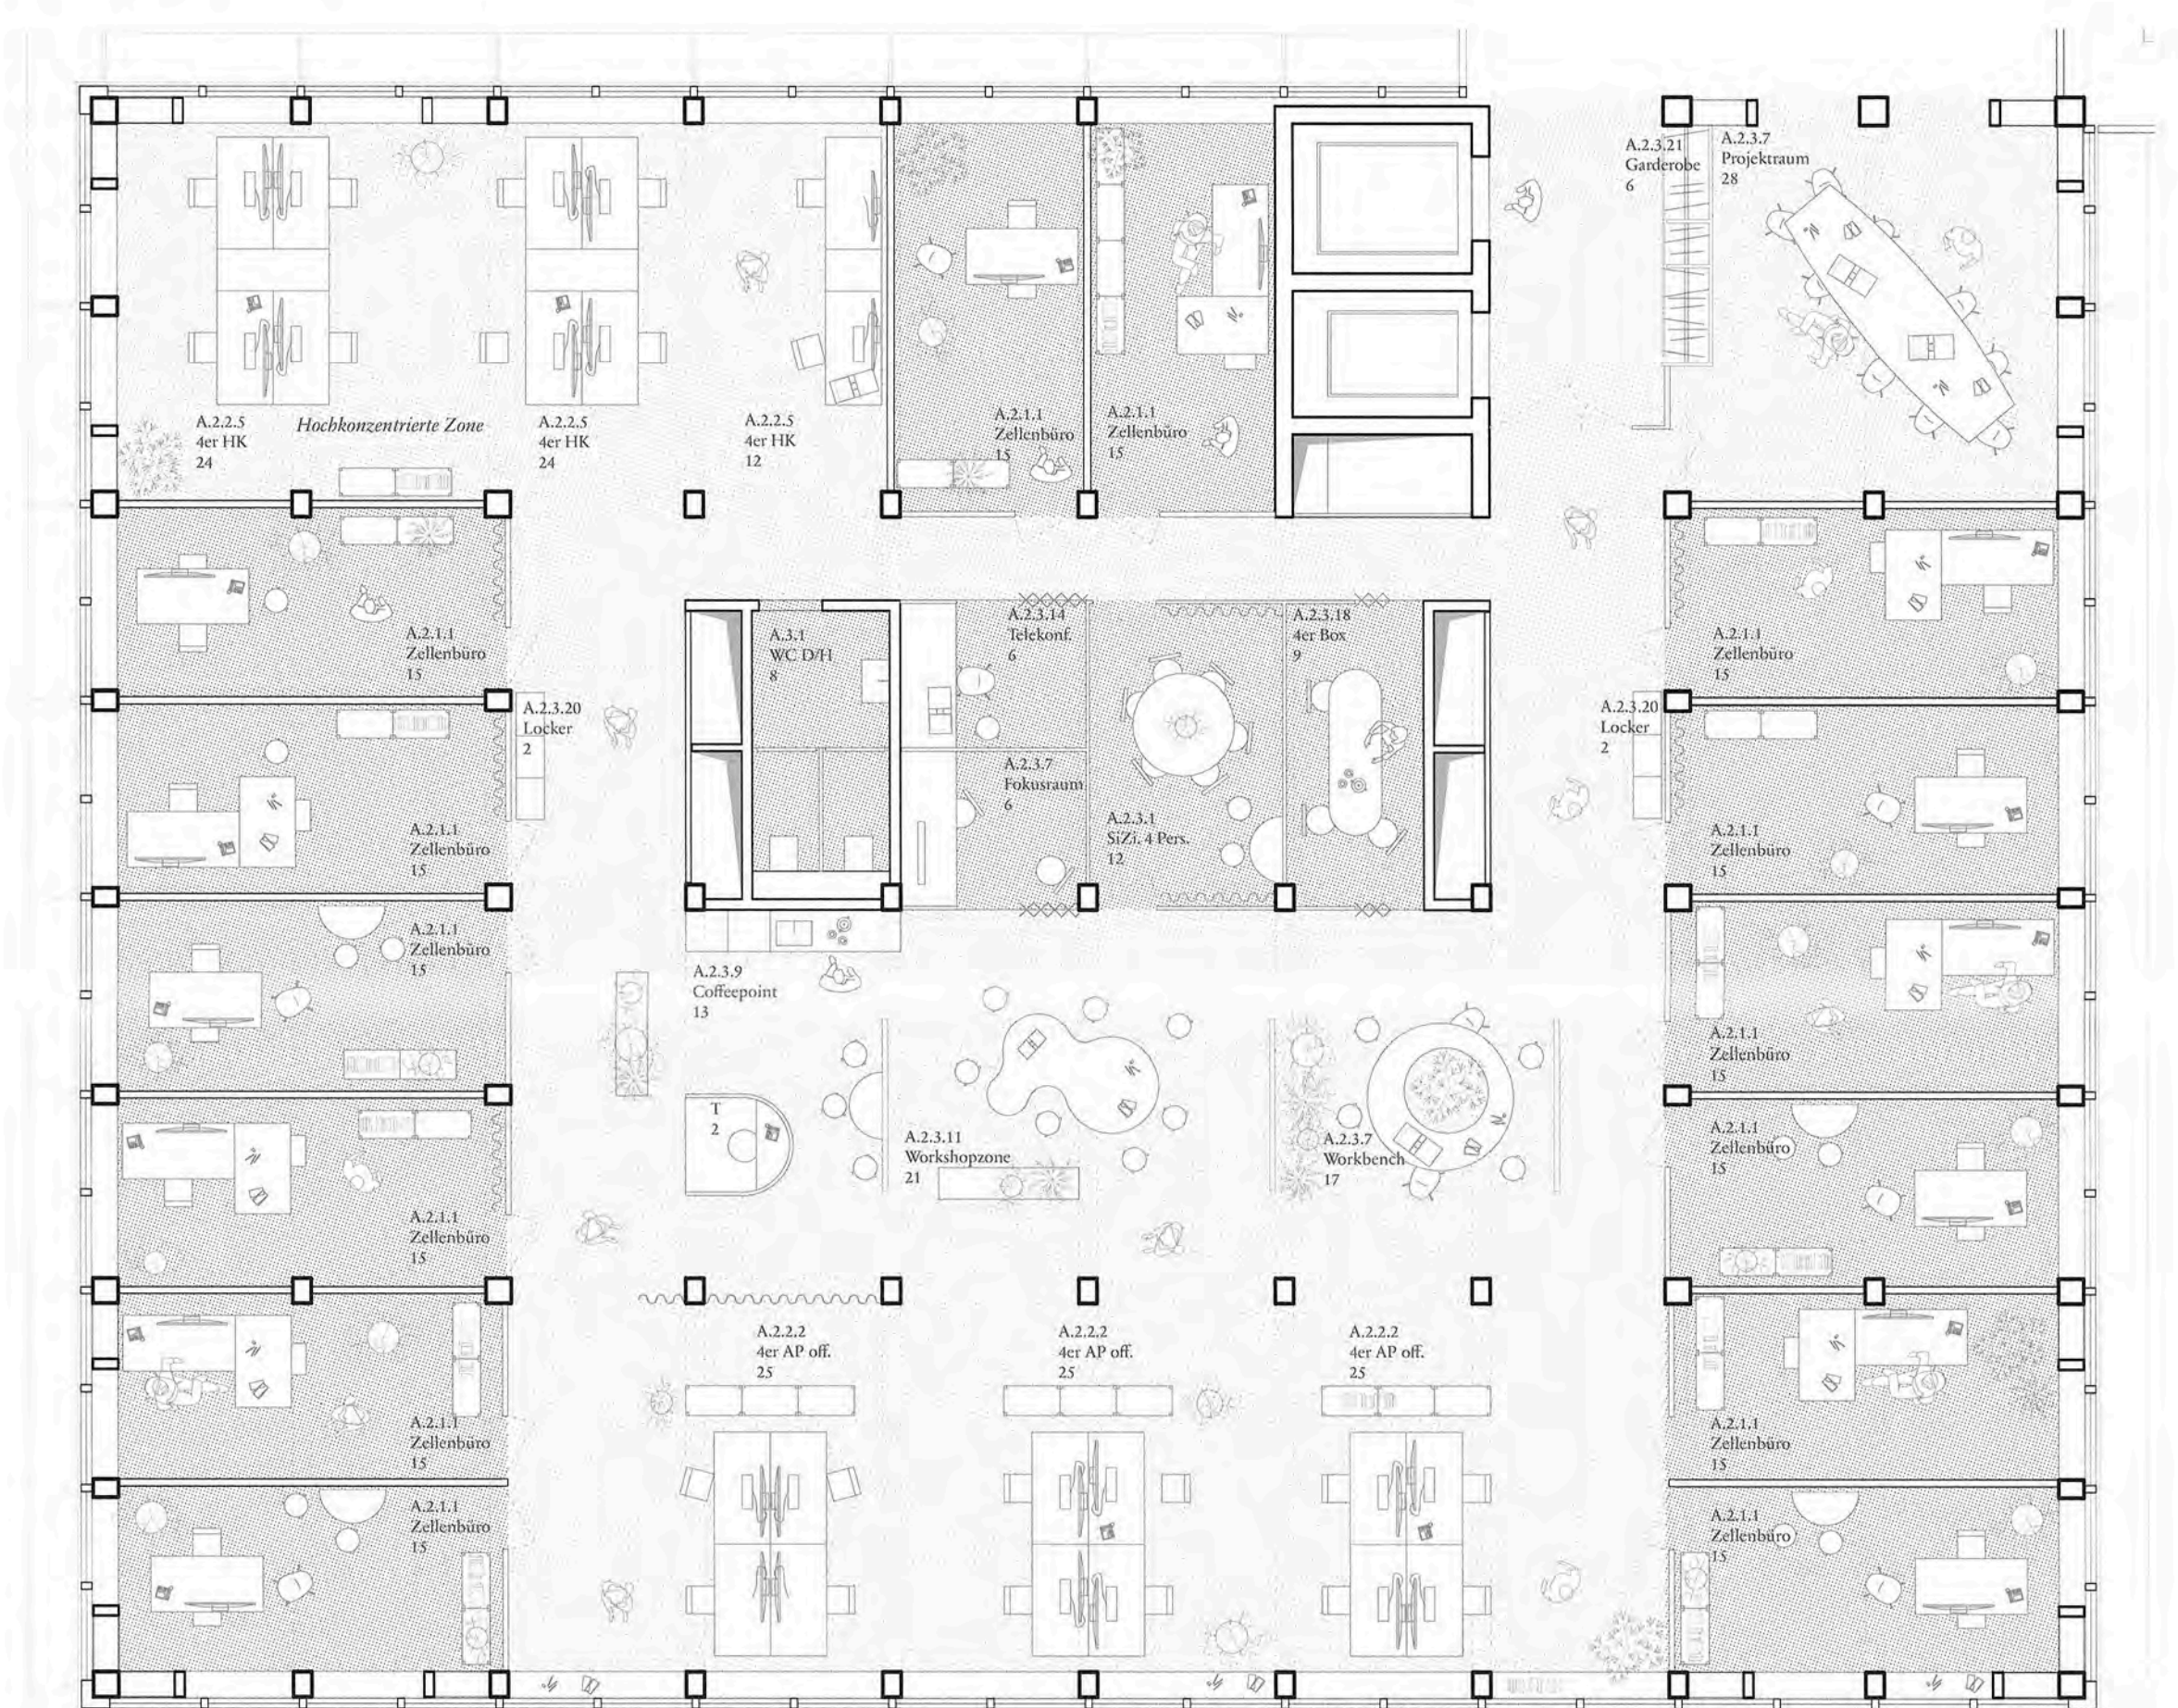 A.2.3.21
Garderobe
6
A.2.3.7
Projektraum
28
A.2.2.5
4er HK
24
Hochkonzentrierte Zone
A.2.2.5
4er HK
24
A.2.2.5
4er HK
12
A.2.1.1
Zellenbüro
15
A.2.1.1
Zellenbüro
15
A.2.1.1
Zellenbüro
15
A.3.1
WC D/H
8
A.2.3.14
Telekonf.
6
A.2.3.18
4er Box
9
A.2.1.1
Zellenbüro
15
A.2.3.20
Locker
2
A.2.3.20
Locker
2
A.2.3.7
Fokusraum
6
A.2.3.1
SiZi. 4 Pers.
12
A.2.1.1
Zellenbüro
15
A.2.1.1
Zellenbüro
15
A.2.1.1
Zellenbüro
15
A.2.3.9
Coffeepoint
13
A.2.1.1
Zellenbüro
15
T
2
A.2.3.11
Workshopzone
21
A.2.3.7
Workbench
17
A.2.1.1
Zellenbüro
15
A.2.1.1
Zellenbüro
15
A.2.2.2
4er AP off.
25
A.2.2.2
4er AP off.
25
A.2.2.2
4er AP off.
25
A.2.1.1
Zellenbüro
15
A.2.1.1
Zellenbüro
15
A.2.1.1
Zellenbüro
15
A.2.1.1
Zellenbüro
15